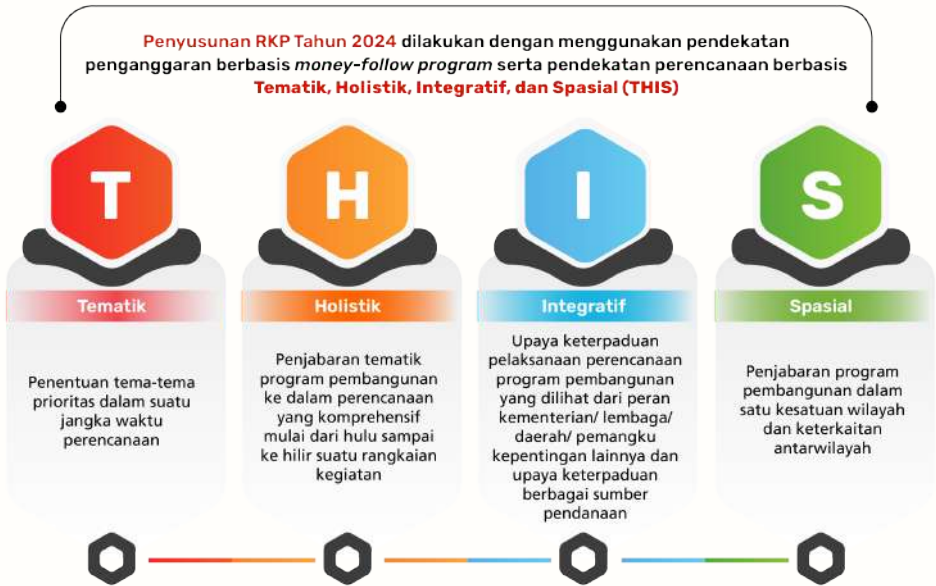 Penyusunan RKP Tahun 2024 dilakukan dengan menggunakan pendekatan
penganggaran berbasis money-follow program serta pendekatan perencanaan berbasis
Tematik, Holistik, Integratif, dan Spasial (THIS)
T
Tematik
Penentuan tema-tema
prioritas dalam suatu
jangka waktu
perencanaan
H
Holistik
Penjabaran tematik
program pembangunan
ke dalam perencanaan
yang komprehensif
mulai dari hulu sampai
ke hilir suatu rangkaian
kegiatan
I
Integratif
Upaya keterpaduan
pelaksanaan perencanaan
program pembangunan
yang dilihat dari peran
kementerian/ lembaga/
daerah/ pemangku
kepentingan lainnya dan
upaya keterpaduan
berbagai sumber
pendanaan
S
Spasial
Penjabaran program
pembangunan dalam
satu kesatuan wilayah
dan keterkaitan
antarwilayah